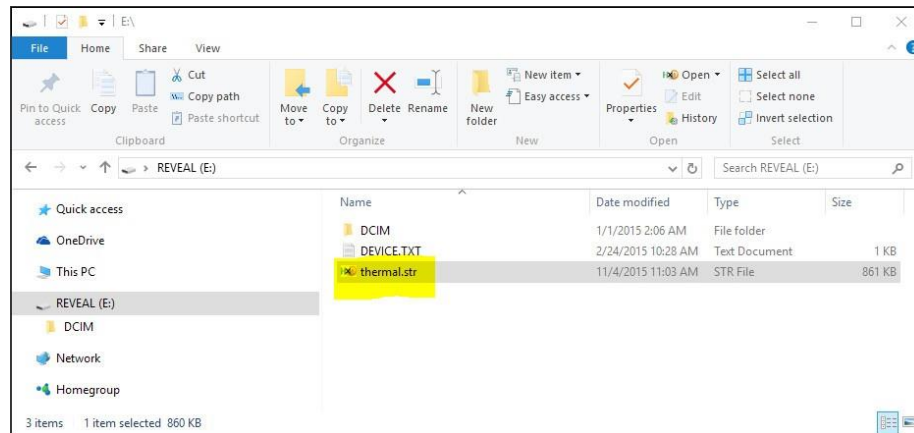 E:\
File Home Share View
Pin to Quick access
Copy
Paste
Cut
Copy path
Paste shortcut
Clipboard
Move to
Copy to
Delete
Rename
Organize
New folder
New item
Easy access
New
Properties
Open
Edit
History
Open
Select all
Select none
Invert selection
Select
REVEAL (E:)
Search REVEAL (E:)
Quick access
OneDrive
This PC
REVEAL (E:)
DCIM
Network
Homegroup
Name Date modified Type Size
DCIM 1/1/2015 2:06 AM File folder
DEVICE.TXT 2/24/2015 10:28 AM Text Document 1 KB
thermal.str 11/4/2015 11:03 AM STR File 861 KB
3 items 1 item selected 860 KB